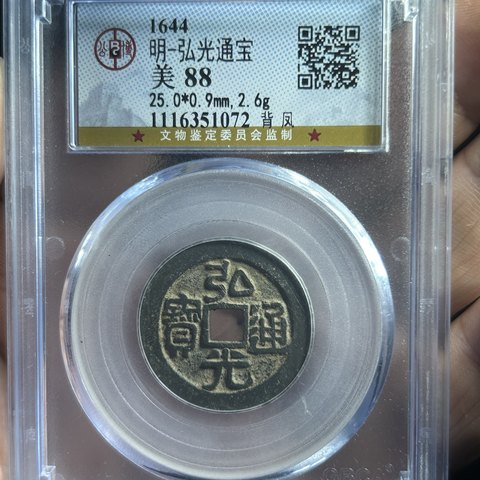 1644
明-弘光通宝
美 88
25.0*0.9mm,2.6g
1116351072 背 凤
★ 文物鉴定委员会监制 ★
弘光通寳